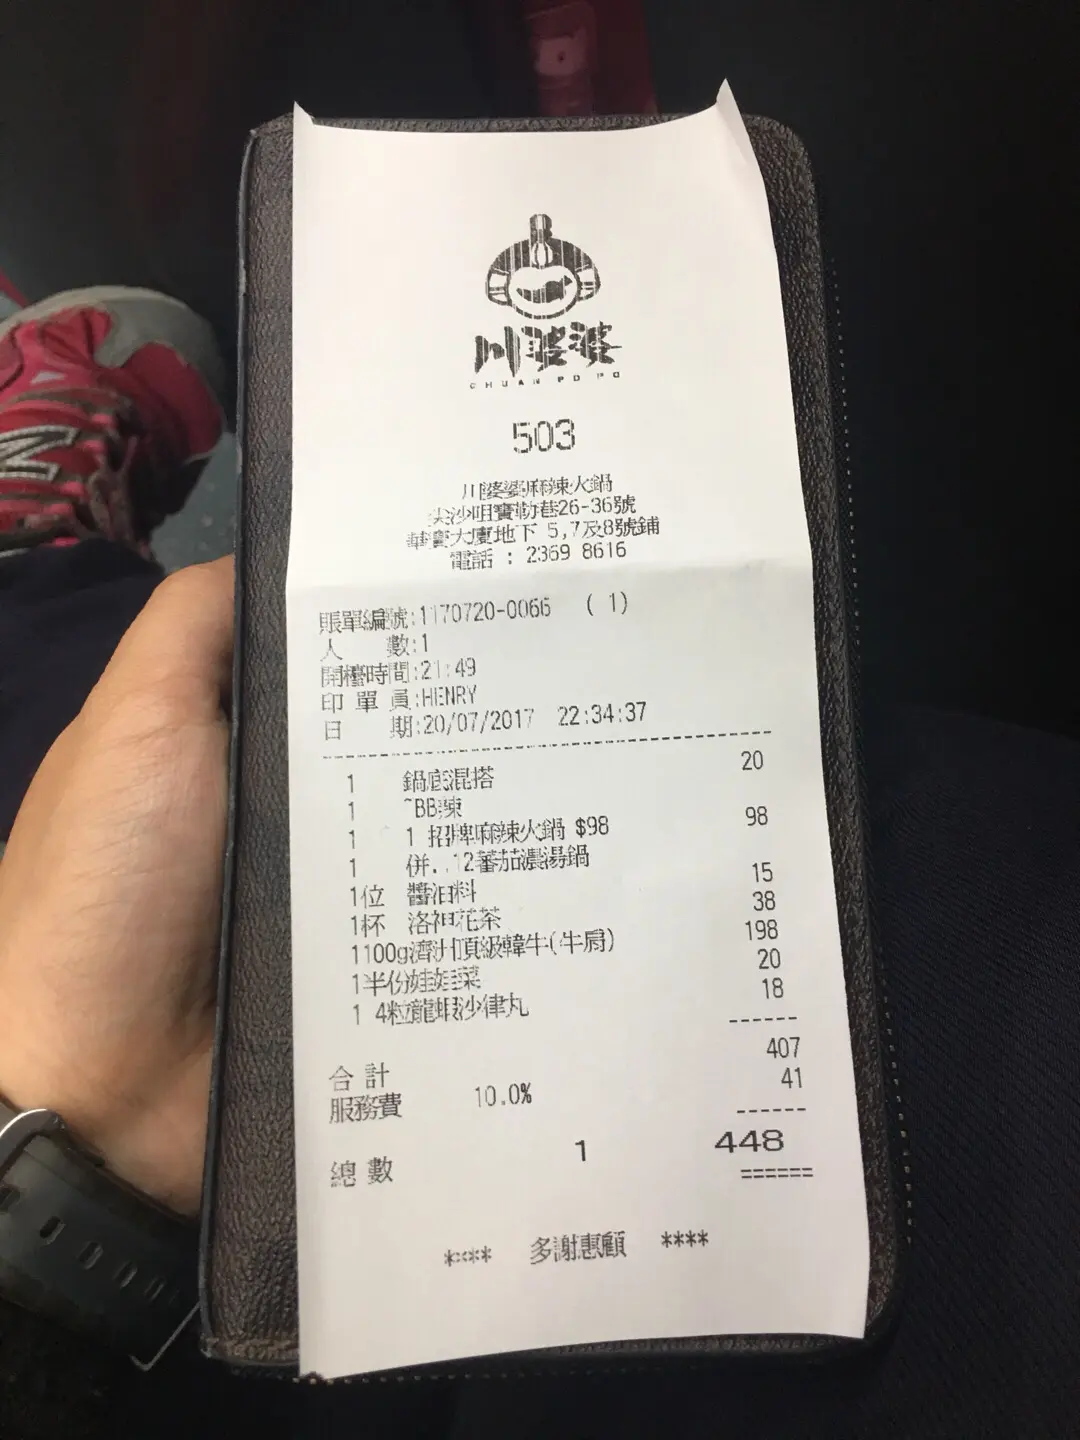 川婆婆
CHUAN PO PO
503
川婆婆麻辣火鍋
尖沙咀寶勒巷26-36號
華寶大廈地下 5,7及8號鋪
電話 : 2369 8616
賬單編號:1170720-0066 ( 1)
人 數:1
開檯時間:21:49
印 單 員:HENRY
日 期:20/07/2017 22:34:37
1 鍋底混搭 20
1 ~BB辣
1 1 招牌麻辣火鍋 $98 98
1 併..12蕃茄濃湯鍋
1位 醬油料 15
1杯 洛神花茶 38
1100g濟汁頂級韓牛(牛肩) 198
1半份娃娃菜 20
1 4粒龍蝦沙律丸 18
------
合 計 407
服務費 10.0% 41
------
總 數 1 448
======
**** 多謝惠顧 ****
N